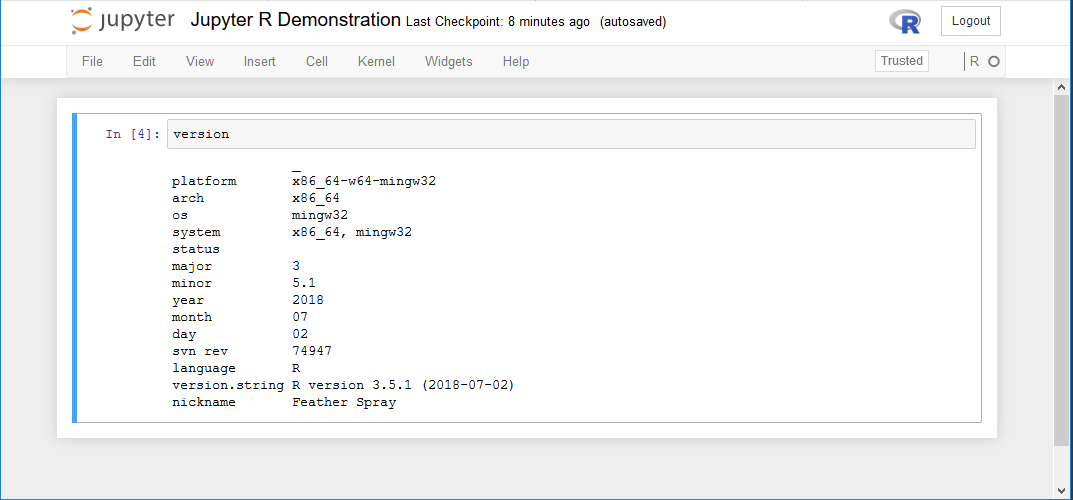 jupyter Jupyter R Demonstration Last Checkpoint: 8 minutes ago (autosaved) R Logout
File Edit View Insert Cell Kernel Widgets Help Trusted R
In [4]: version
_
platform x86_64-w64-mingw32
arch x86_64
os mingw32
system x86_64, mingw32
status
major 3
minor 5.1
year 2018
month 07
day 02
svn rev 74947
language R
version.string R version 3.5.1 (2018-07-02)
nickname Feather Spray